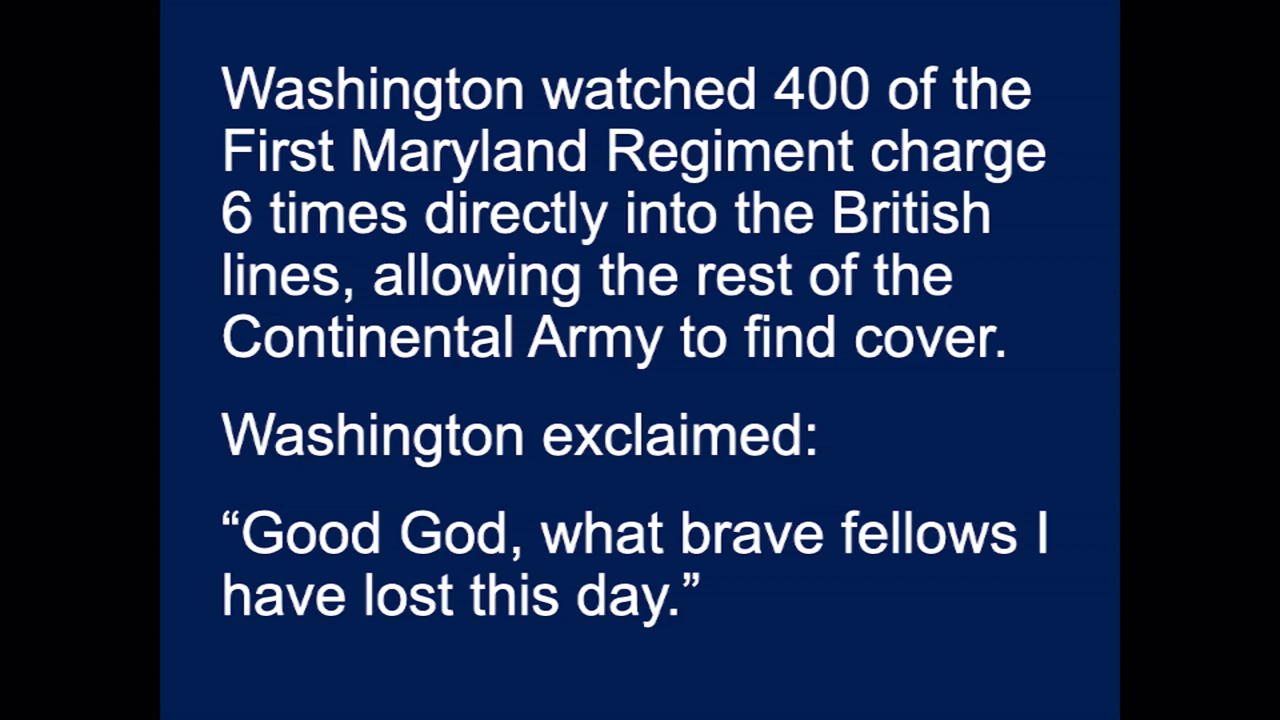 Washington watched 400 of the
First Maryland Regiment charge
6 times directly into the British
lines, allowing the rest of the
Continental Army to find cover.
Washington exclaimed:
“Good God, what brave fellows I
have lost this day.”